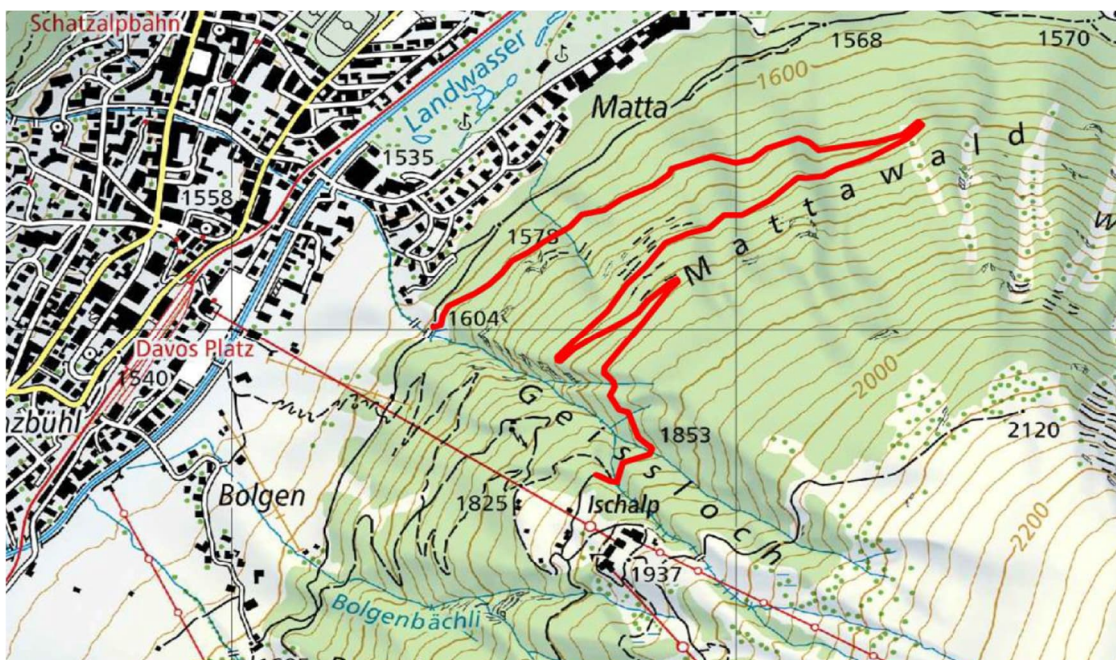 Schatzalpbahn
1568
1570
1600
Landwasser
Matta
1535
Mattawald
1558
1578
1604
Davos Platz
1540
2000
nzbühl
Geissloch
1853
2120
Bolgen
1825
Ischalp
2200
1937
Bolgenbächli